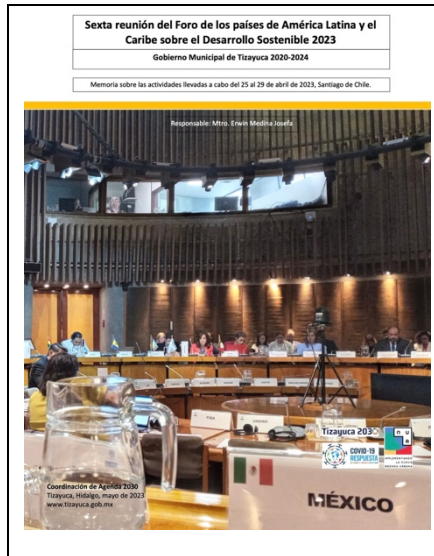 Sexta reunión del Foro de los países de América Latina y el
Caribe sobre el Desarrollo Sostenible 2023
Gobierno Municipal de Tizayuca 2020-2024
Memoria sobre las actividades llevadas a cabo del 25 al 29 de abril de 2023, Santiago de Chile.
Responsable: Mtro. Erwin Medina Josefa
Tizayuca 2030
COVID-19
RESPUESTA
Coordinación de Agenda 2030
Tizayuca, Hidalgo, mayo de 2023
www.tizayuca.gob.mx
MÉXICO